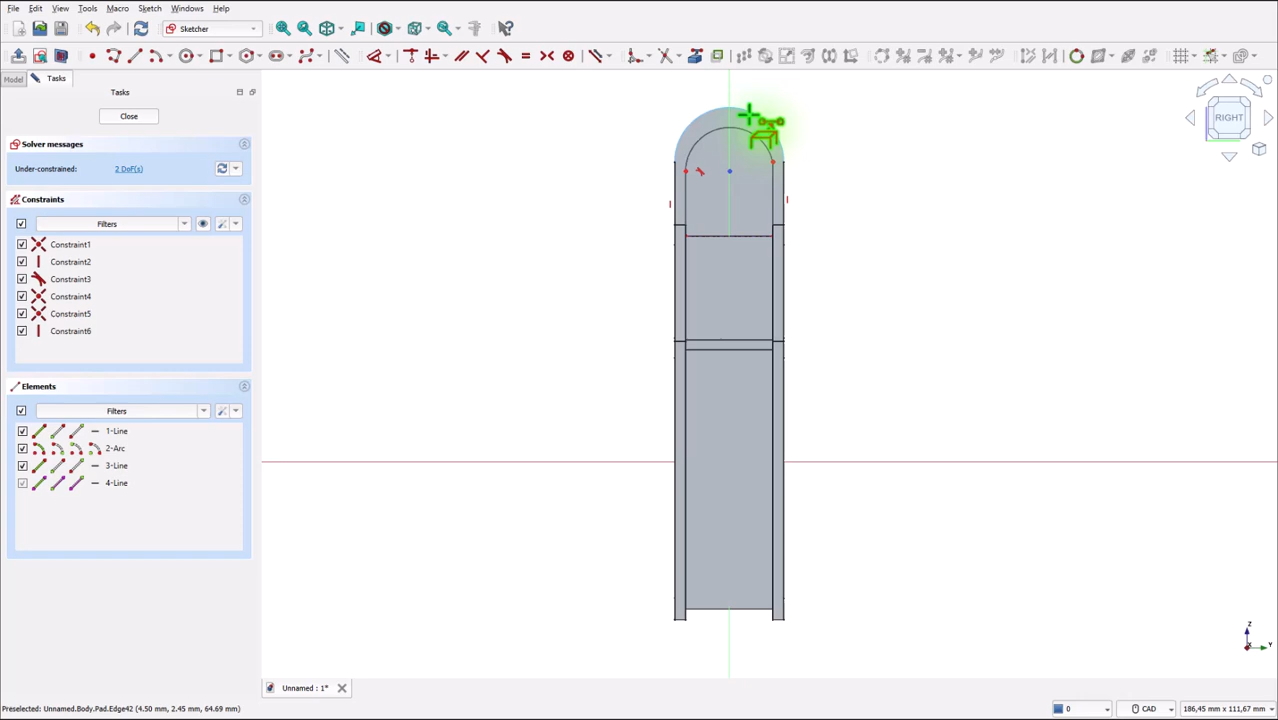 File Edit View Tools Macro Sketch Windows Help
Sketcher
Model Tasks
RIGHT
Tasks
Close
Solver messages
Under-constrained: 2 DoF(s)
Constraints
Filters
Constraint1
Constraint2
Constraint3
Constraint4
Constraint5
Constraint6
Elements
Filters
1-Line
2-Arc
3-Line
4-Line
Z
X
Y
Unnamed : 1*
Preselected: Unnamed.Body.Pad.Edge42 (4.50 mm, 2.45 mm, 64.69 mm)
0
CAD
186,45 mm x 111,67 mm